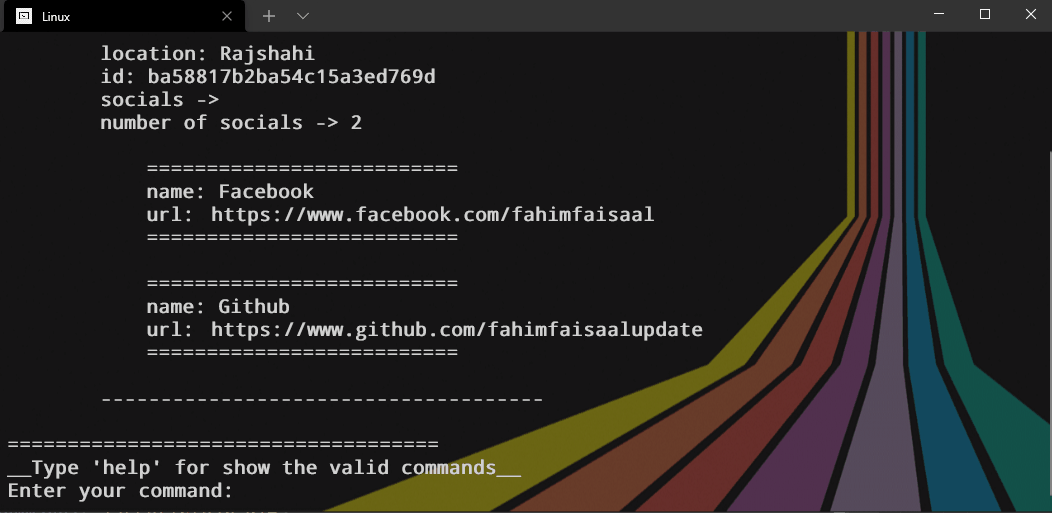 Linux
location: Rajshahi
id: ba58817b2ba54c15a3ed769d
socials ->
number of socials -> 2
==========================
name: Facebook
url: https://www.facebook.com/fahimfaisaal
==========================
==========================
name: Github
url: https://www.github.com/fahimfaisaalupdate
==========================
-------------------------------------
====================================
__Type 'help' for show the valid commands__
Enter your command: